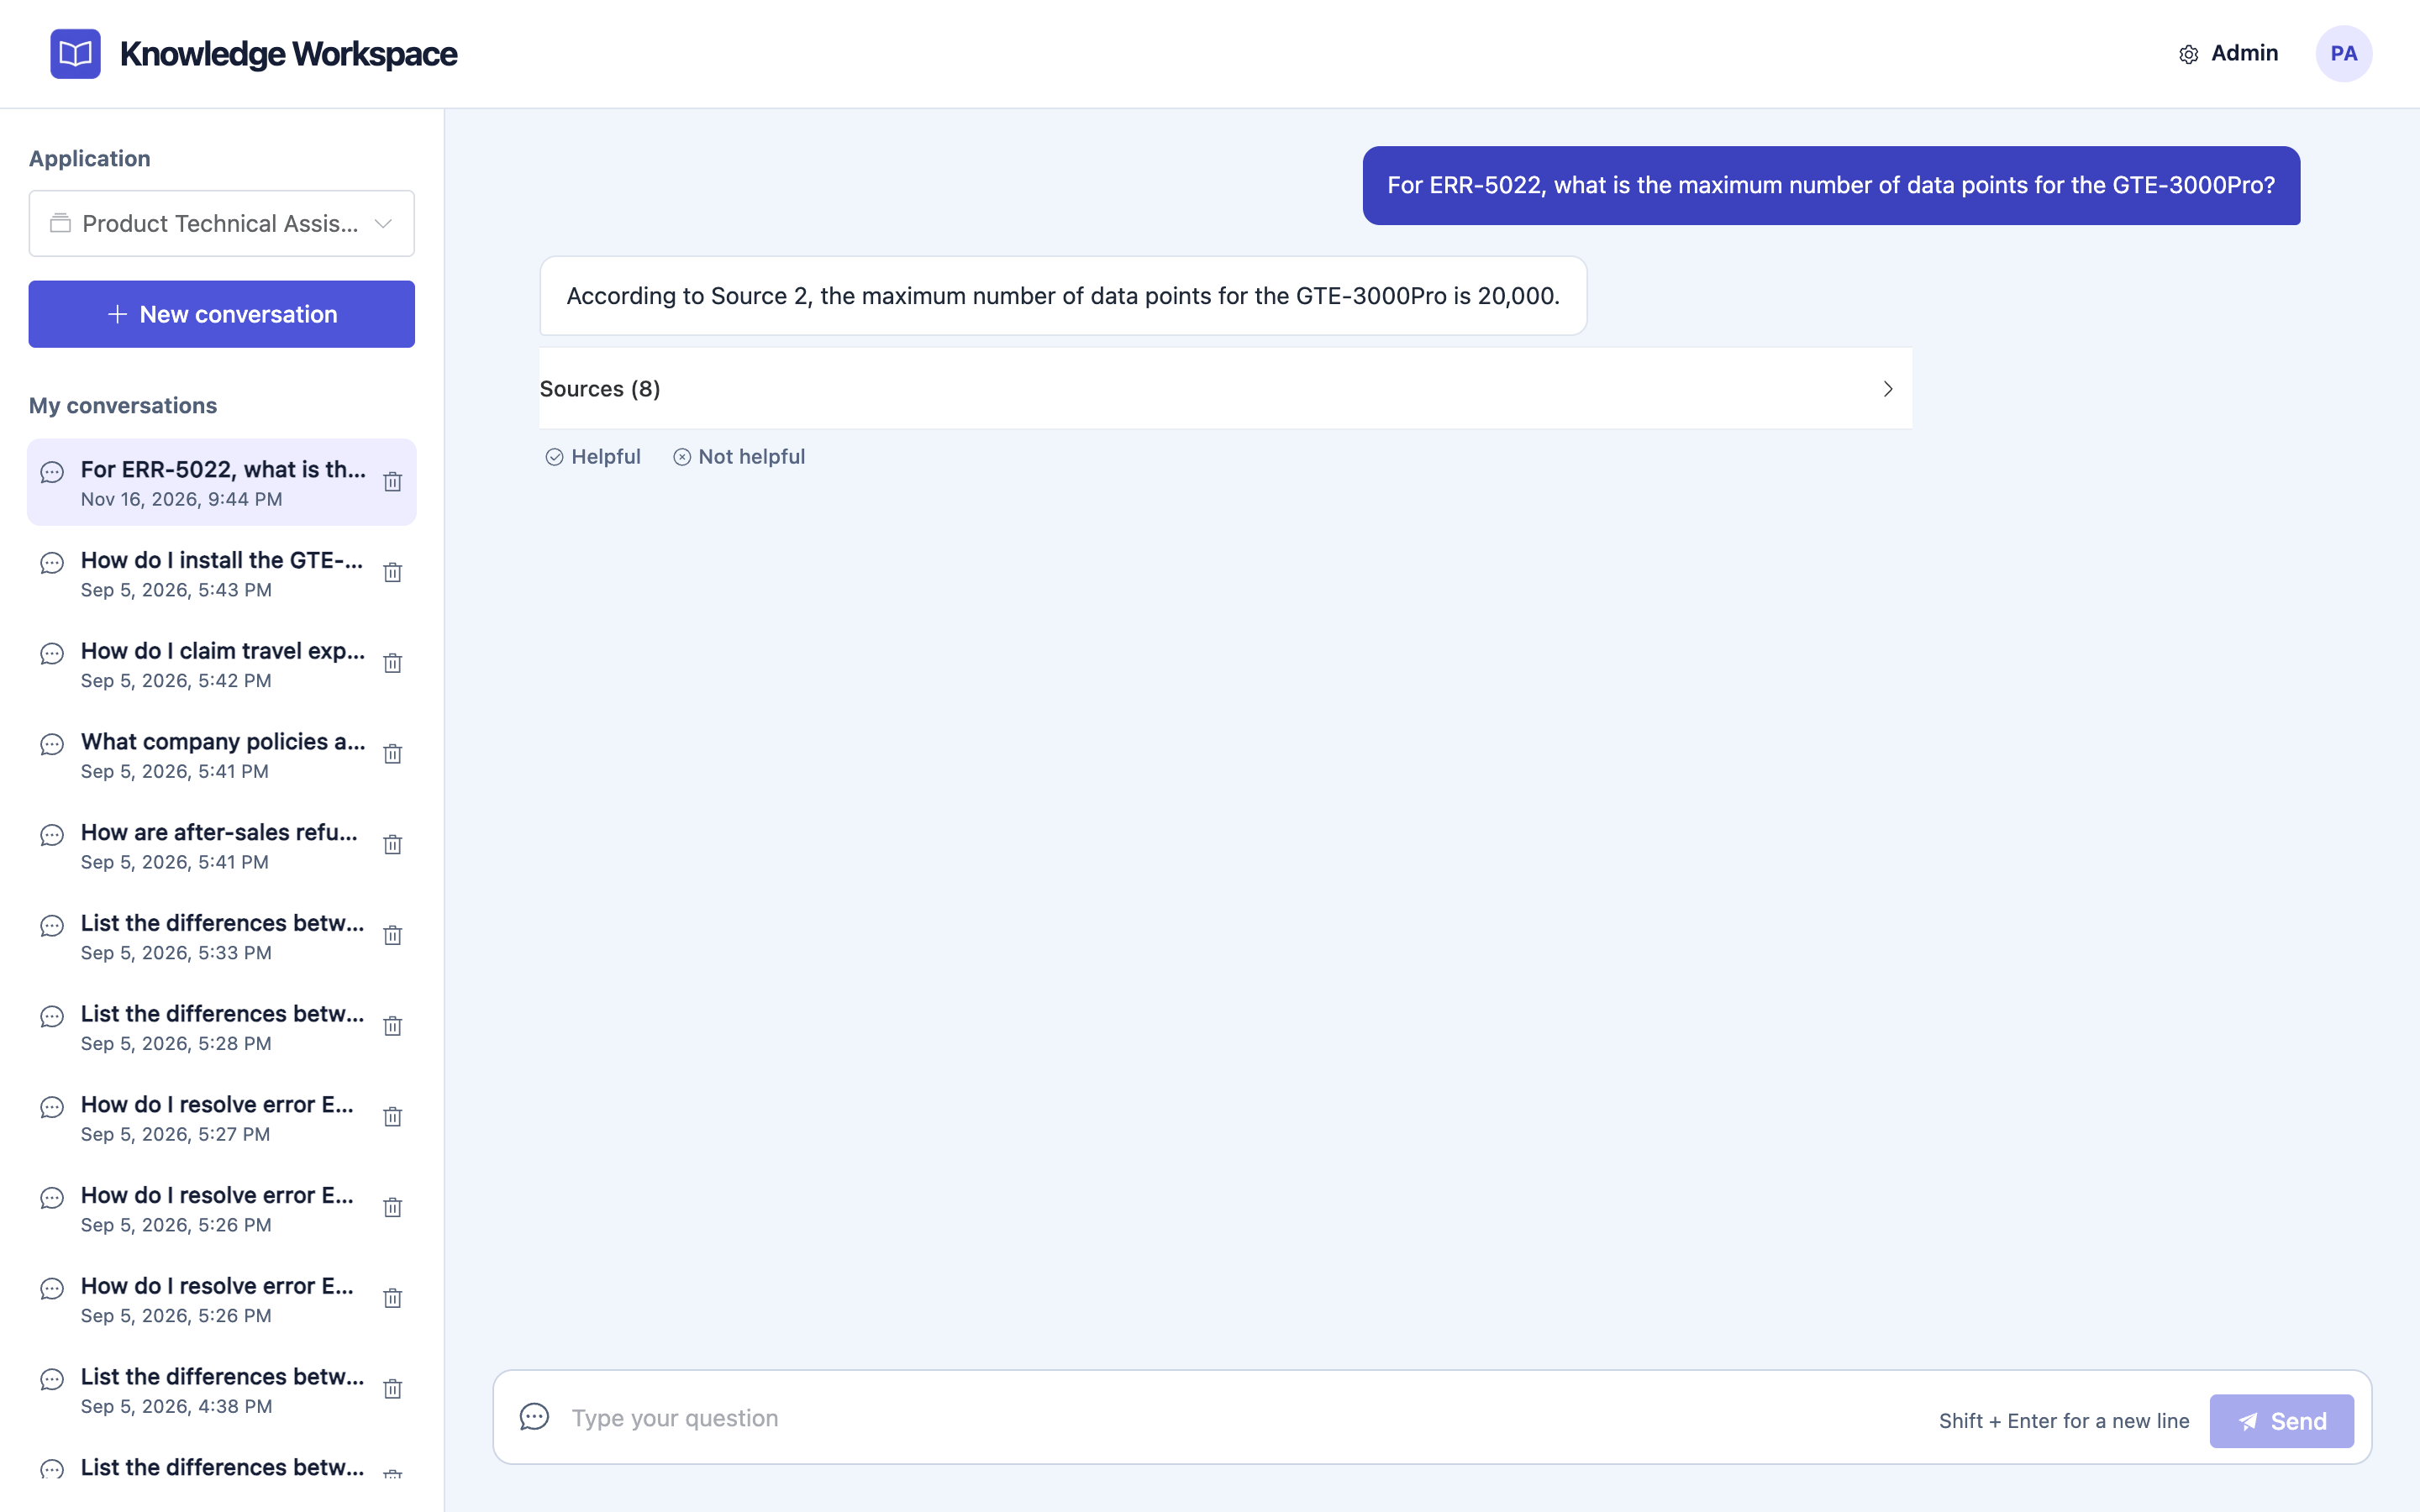 Knowledge Workspace
Admin
PA
Application
Product Technical Assis...
New conversation
My conversations
For ERR-5022, what is th...
Nov 16, 2026, 9:44 PM
How do I install the GTE-...
Sep 5, 2026, 5:43 PM
How do I claim travel exp...
Sep 5, 2026, 5:42 PM
What company policies a...
Sep 5, 2026, 5:41 PM
How are after-sales refu...
Sep 5, 2026, 5:41 PM
List the differences betw...
Sep 5, 2026, 5:33 PM
List the differences betw...
Sep 5, 2026, 5:28 PM
How do I resolve error E...
Sep 5, 2026, 5:27 PM
How do I resolve error E...
Sep 5, 2026, 5:26 PM
How do I resolve error E...
Sep 5, 2026, 5:26 PM
List the differences betw...
Sep 5, 2026, 4:38 PM
List the differences betw...
For ERR-5022, what is the maximum number of data points for the GTE-3000Pro?
According to Source 2, the maximum number of data points for the GTE-3000Pro is 20,000.
Sources (8)
Helpful
Not helpful
Type your question
Shift + Enter for a new line
Send